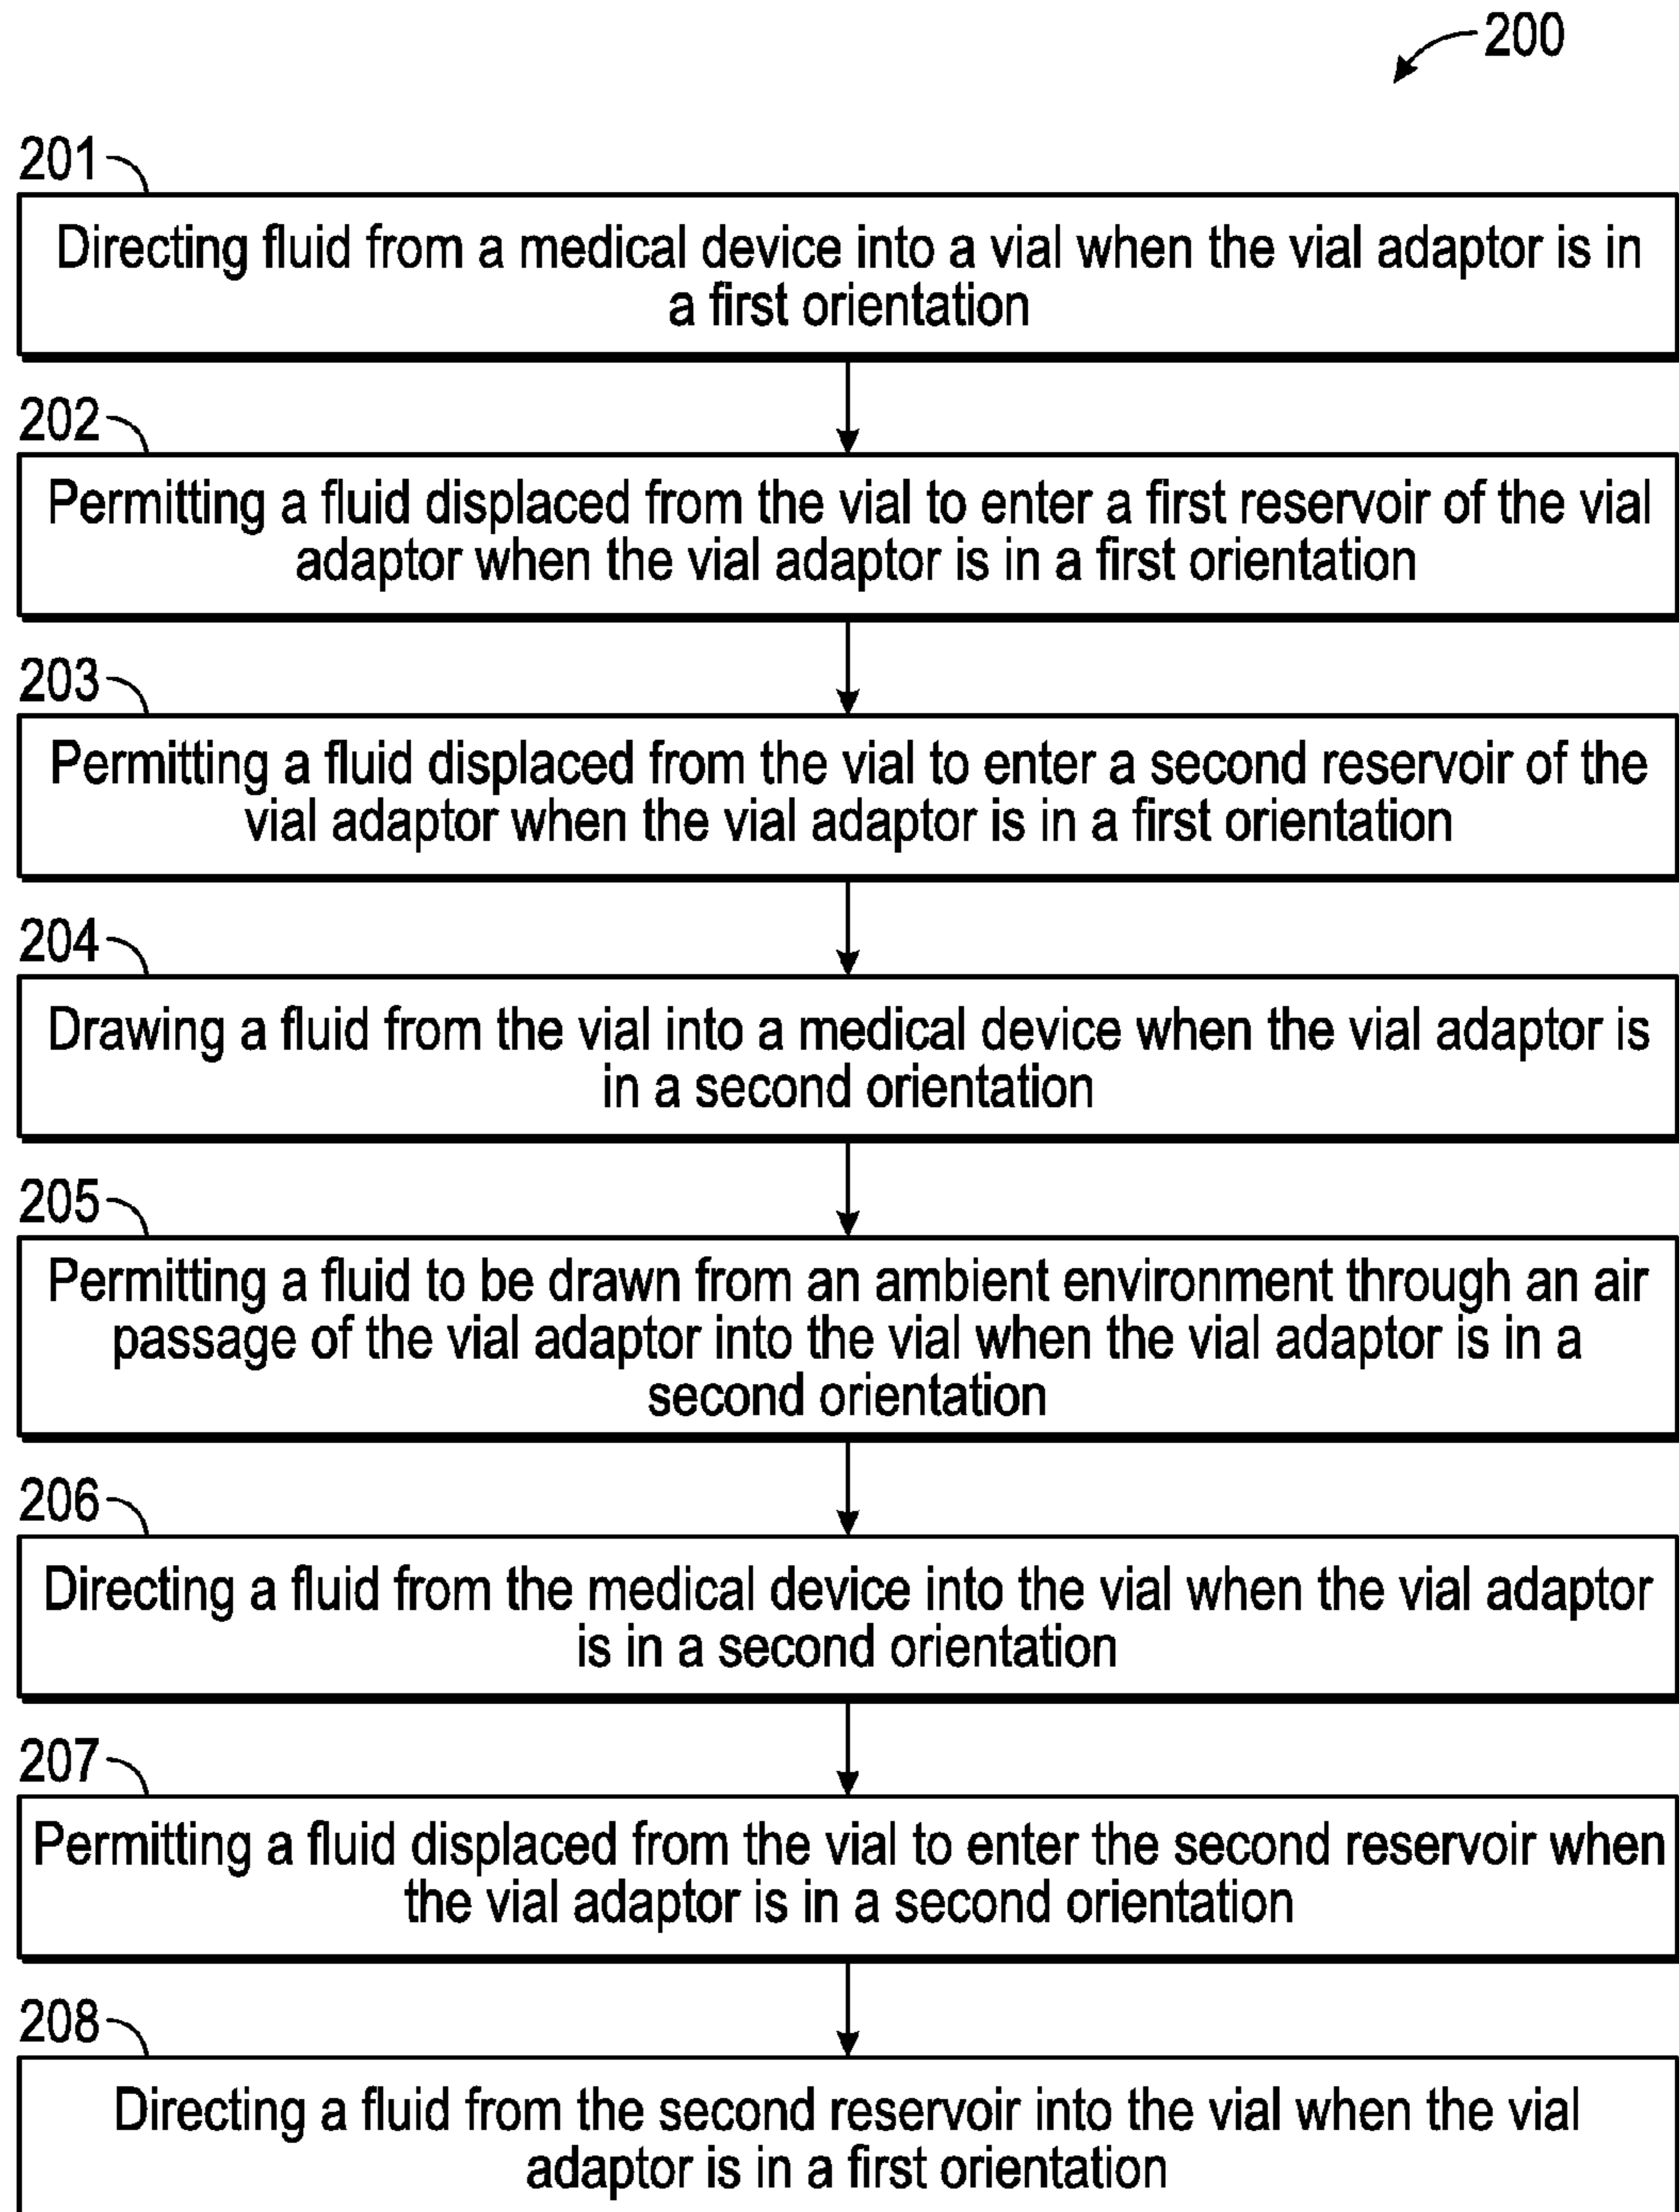 200
201
Directing fluid from a medical device into a vial when the vial adaptor is in
a first orientation
202
Permitting a fluid displaced from the vial to enter a first reservoir of the vial
adaptor when the vial adaptor is in a first orientation
203
Permitting a fluid displaced from the vial to enter a second reservoir of the
vial adaptor when the vial adaptor is in a first orientation
204
Drawing a fluid from the vial into a medical device when the vial adaptor is
in a second orientation
205
Permitting a fluid to be drawn from an ambient environment through an air
passage of the vial adaptor into the vial when the vial adaptor is in a
second orientation
206
Directing a fluid from the medical device into the vial when the vial adaptor
is in a second orientation
207
Permitting a fluid displaced from the vial to enter the second reservoir when
the vial adaptor is in a second orientation
208
Directing a fluid from the second reservoir into the vial when the vial
adaptor is in a first orientation